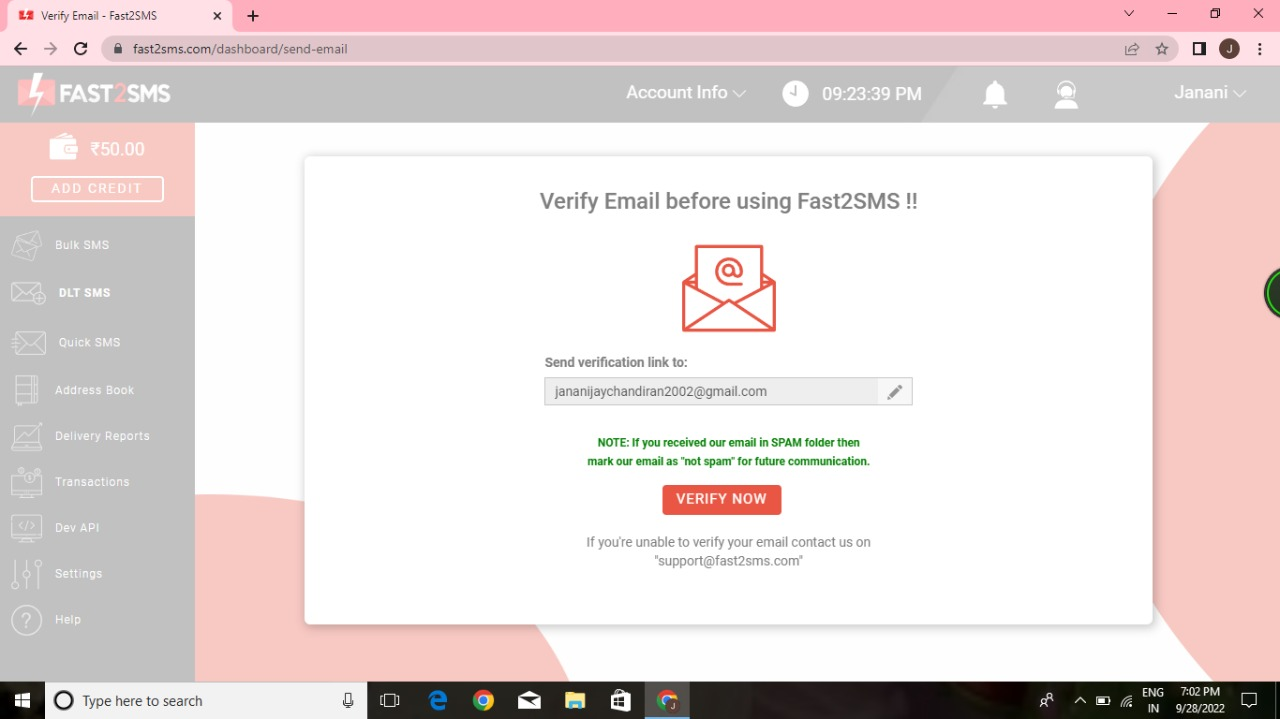 Verify Email - Fast2SMS
fast2sms.com/dashboard/send-email
J
FAST2SMS
Account Info
09:23:39 PM
Janani
₹50.00
ADD CREDIT
Bulk SMS
DLT SMS
Quick SMS
Address Book
Delivery Reports
Transactions
Dev API
Settings
Help
Verify Email before using Fast2SMS !!
@
Send verification link to:
jananijaychandiran2002@gmail.com
NOTE: If you received our email in SPAM folder then
mark our email as "not spam" for future communication.
VERIFY NOW
If you're unable to verify your email contact us on
"support@fast2sms.com"
Type here to search
ENG
IN
7:02 PM
9/28/2022